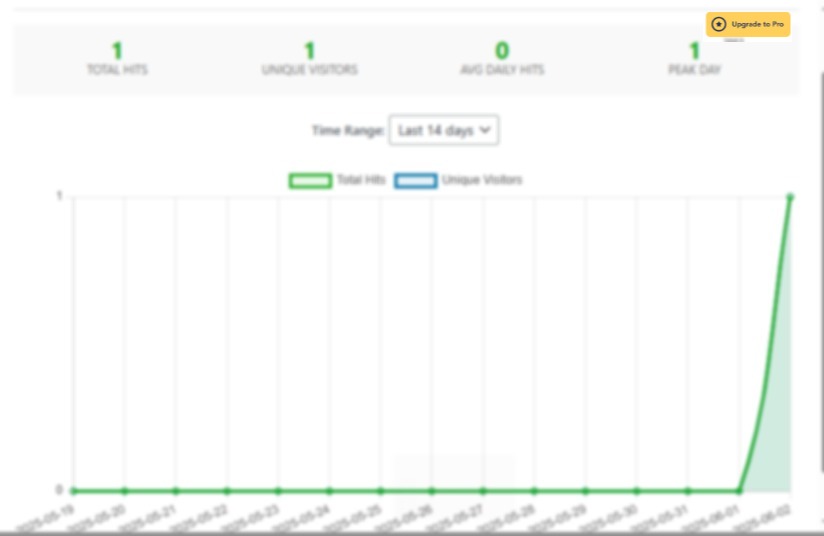 Upgrade to Pro
1 1 0 1
TOTAL HITS UNIQUE VISITORS AVG DAILY HITS PEAK DAY
Time Range: Last 14 days
Total Hits Unique Visitors
1
0
2025-05-19 2025-05-20 2025-05-21 2025-05-22 2025-05-23 2025-05-24 2025-05-25 2025-05-26 2025-05-27 2025-05-28 2025-05-29 2025-05-30 2025-05-31 2025-06-01 2025-06-02